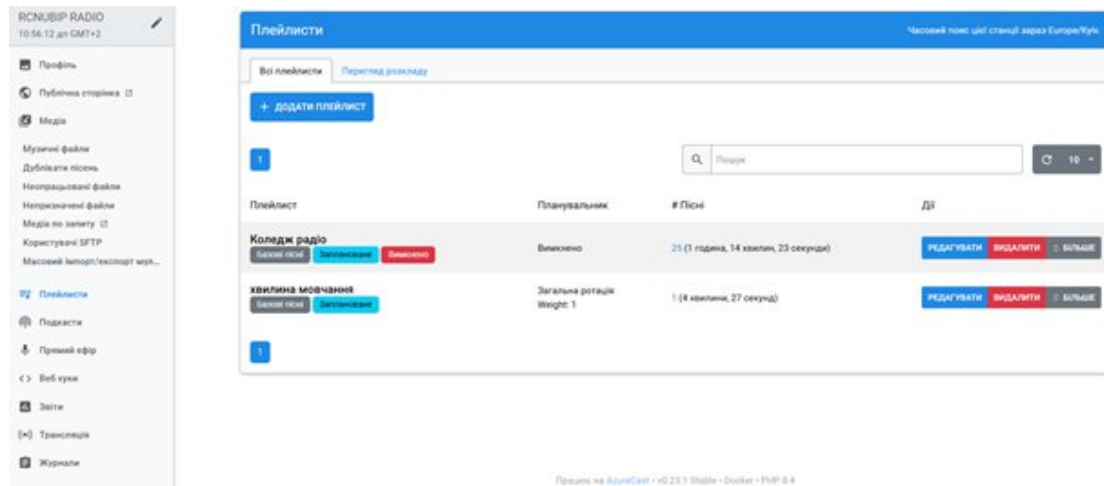 RCNUBIP RADIO
10:56:12 дп GMT+2
Профіль
Публічна сторінка
Медіа
Музичні файли
Дублікати пісень
Неопрацьовані файли
Непризначені файли
Медіа по запиту
Користувачі SFTP
Масовий імпорт/експорт мул...
Плейлисти
Подкасти
Прямий ефір
Веб хуки
Звіти
Трансляція
Журнали
Плейлисти
Часовий пояс цієї станції зараз Europe/Kyiv.
Всі плейлисти Перегляд розкладу
+ ДОДАТИ ПЛЕЙЛИСТ
1
Пошук
10
Плейлист Планувальник # Пісні Дії
Коледж радіо
Базові пісні Заплановане Вимкнено
Вимкнено
25 (1 година, 14 хвилин, 23 секунди)
РЕДАГУВАТИ ВИДАЛИТИ БІЛЬШЕ
хвилина мовчання
Базові пісні Заплановане
Загальна ротація
Weight: 1
1 (4 хвилини, 27 секунд)
РЕДАГУВАТИ ВИДАЛИТИ БІЛЬШЕ
1
Працює на AzuraCast • v0.23.1 Stable • Docker • PHP 8.4